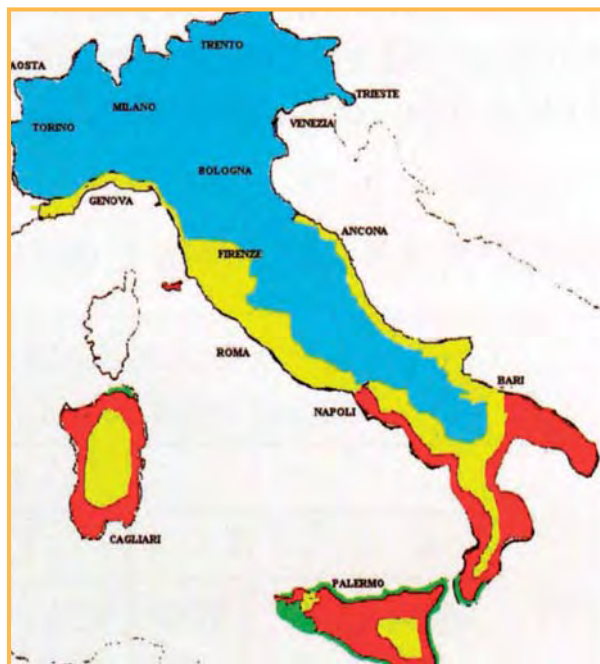 TRENTO
AOSTA
MILANO
TRIESTE
TORINO
VENEZIA
BOLOGNA
GENOVA
ANCONA
FIRENZE
ROMA
BARI
NAPOLI
CAGLIARI
PALERMO